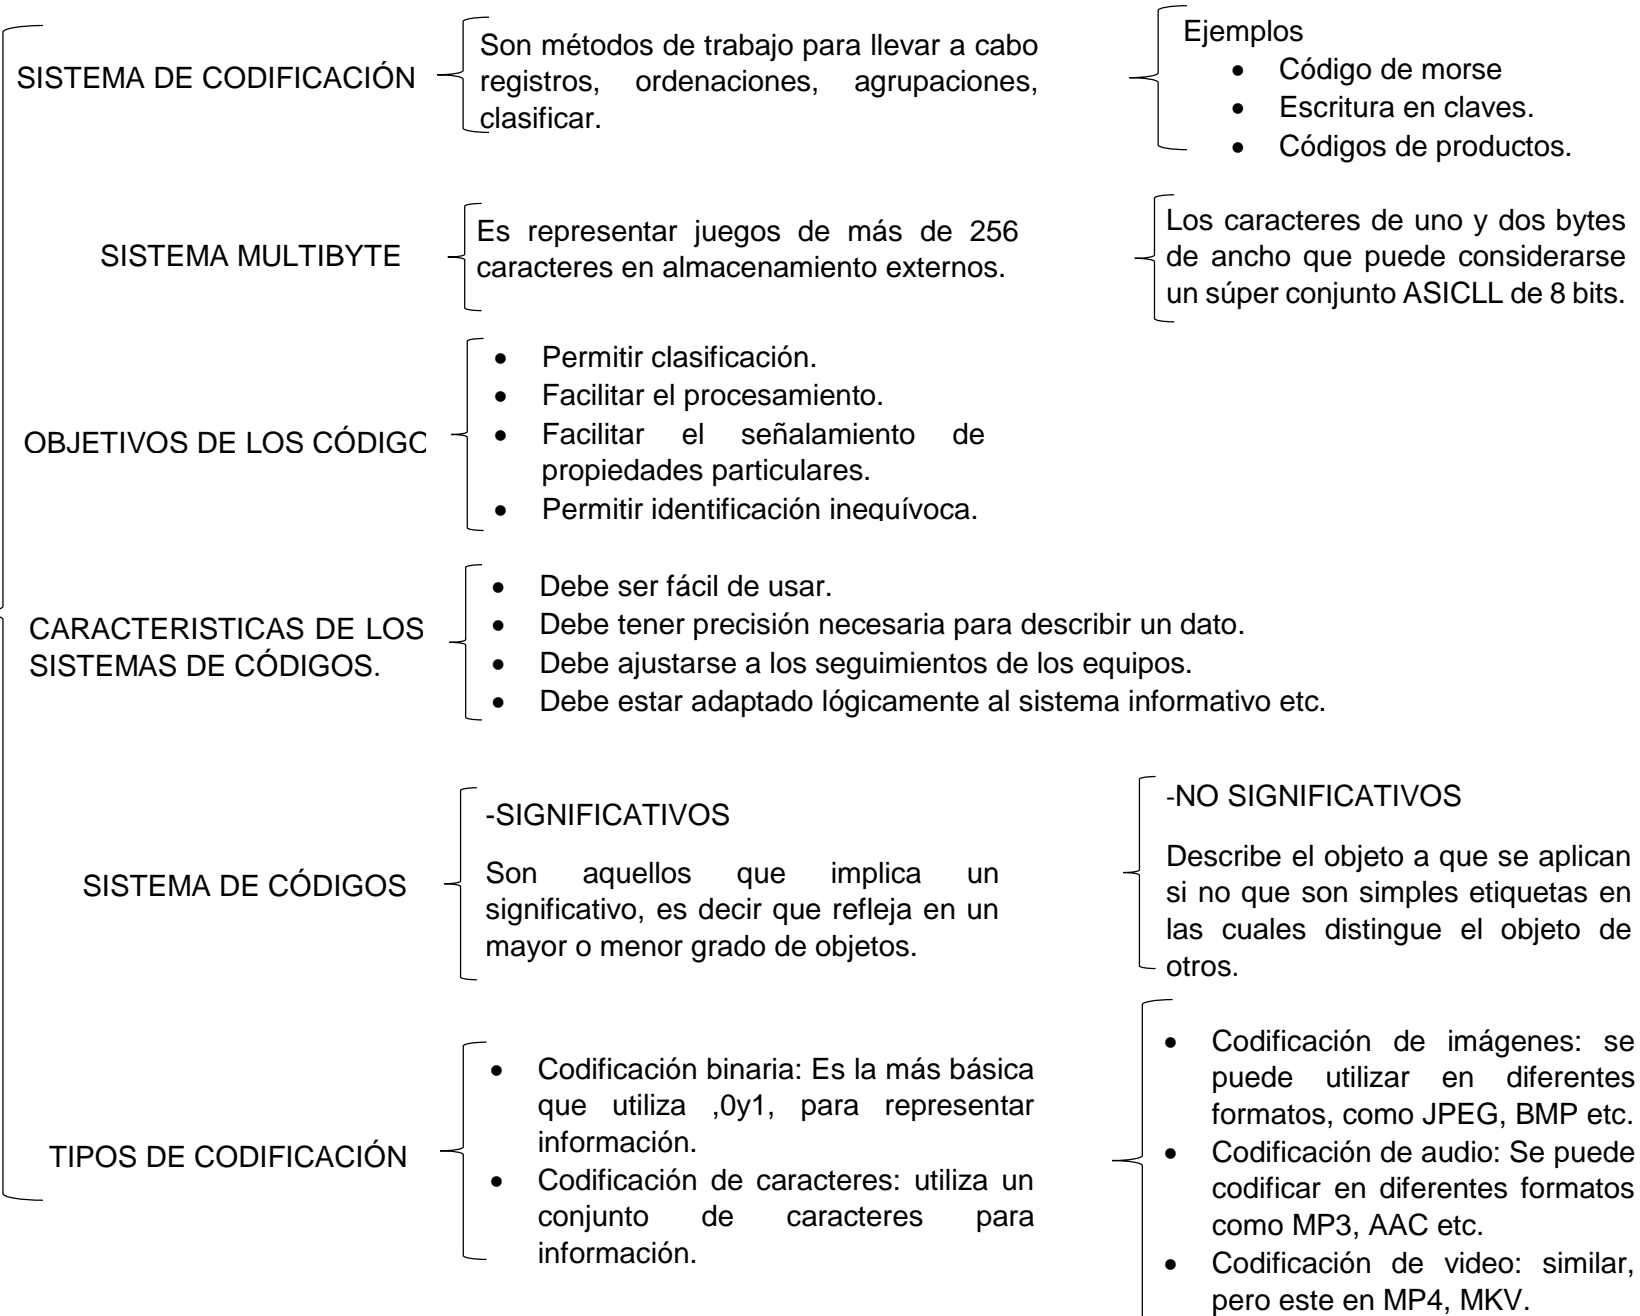 SISTEMA DE CODIFICACIÓN
Son métodos de trabajo para llevar a cabo
registros, ordenaciones, agrupaciones,
clasificar.
Ejemplos
• Código de morse
• Escritura en claves.
• Códigos de productos.
SISTEMA MULTIBYTE
Es representar juegos de más de 256
caracteres en almacenamiento externos.
Los caracteres de uno y dos bytes
de ancho que puede considerarse
un súper conjunto ASICLL de 8 bits.
OBJETIVOS DE LOS CÓDIGO
• Permitir clasificación.
• Facilitar el procesamiento.
• Facilitar el señalamiento de
propiedades particulares.
• Permitir identificación inequívoca.
CARACTERISTICAS DE LOS
SISTEMAS DE CÓDIGOS.
• Debe ser fácil de usar.
• Debe tener precisión necesaria para describir un dato.
• Debe ajustarse a los seguimientos de los equipos.
• Debe estar adaptado lógicamente al sistema informativo etc.
SISTEMA DE CÓDIGOS
-SIGNIFICATIVOS
Son aquellos que implica un
significativo, es decir que refleja en un
mayor o menor grado de objetos.
-NO SIGNIFICATIVOS
Describe el objeto a que se aplican
si no que son simples etiquetas en
las cuales distingue el objeto de
otros.
TIPOS DE CODIFICACIÓN
• Codificación binaria: Es la más básica
que utiliza ,0y1, para representar
información.
• Codificación de caracteres: utiliza un
conjunto de caracteres para
información.
• Codificación de imágenes: se
puede utilizar en diferentes
formatos, como JPEG, BMP etc.
• Codificación de audio: Se puede
codificar en diferentes formatos
como MP3, AAC etc.
• Codificación de video: similar,
pero este en MP4, MKV.